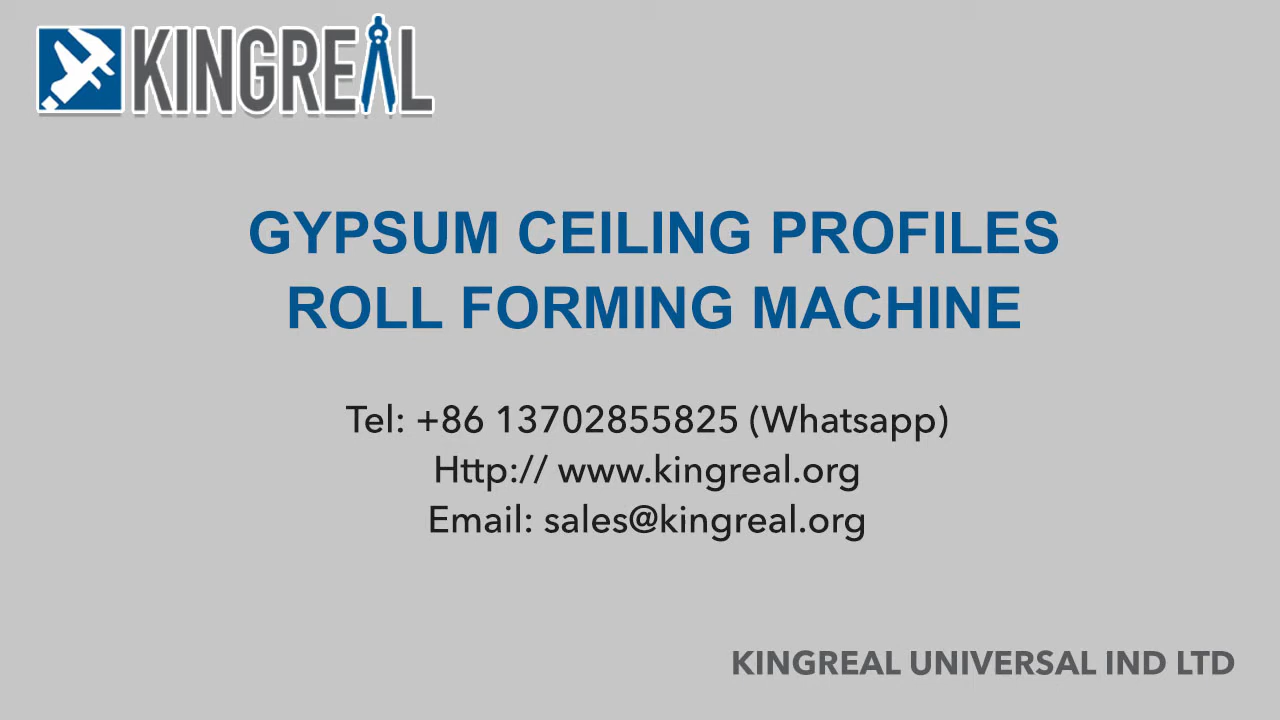 KINGREAL
GYPSUM CEILING PROFILES
ROLL FORMING MACHINE
Tel: +86 13702855825 (Whatsapp)
Http:// www.kingreal.org
Email: sales@kingreal.org
KINGREAL UNIVERSAL IND LTD